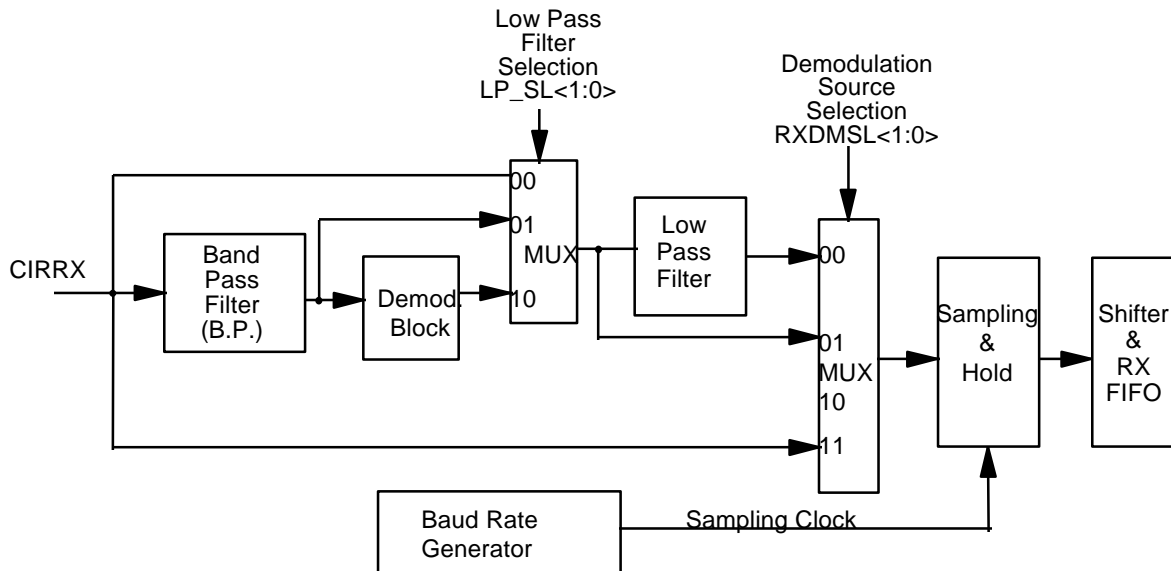 Low Pass
Filter
Selection
LP_SL<1:0>
Demodulation
Source
Selection
RXDMSL<1:0>
CIRRX
Band
Pass
Filter
(B.P.)
Demod.
Block
00
01
MUX
10
Low
Pass
Filter
00
01
MUX
10
11
Sampling
&
Hold
Shifter
&
RX
FIFO
Baud Rate
Generator
Sampling Clock